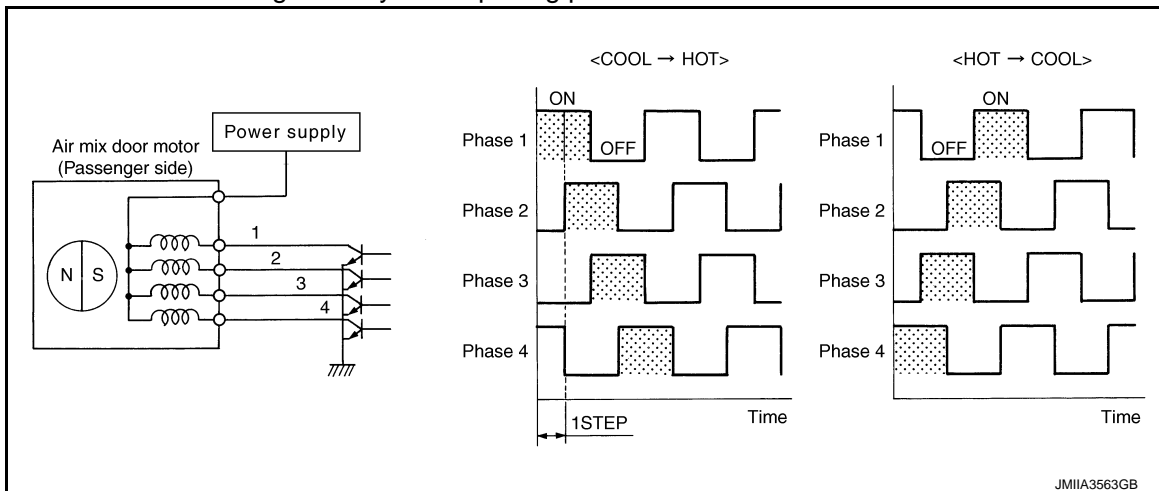 <COOL → HOT>
<HOT → COOL>
Power supply
Air mix door motor
(Passenger side)
N S
1
2
3
4
ON
OFF
Phase 1
Phase 2
Phase 3
Phase 4
Time
1STEP
ON
OFF
Phase 1
Phase 2
Phase 3
Phase 4
Time
JMIIA3563GB